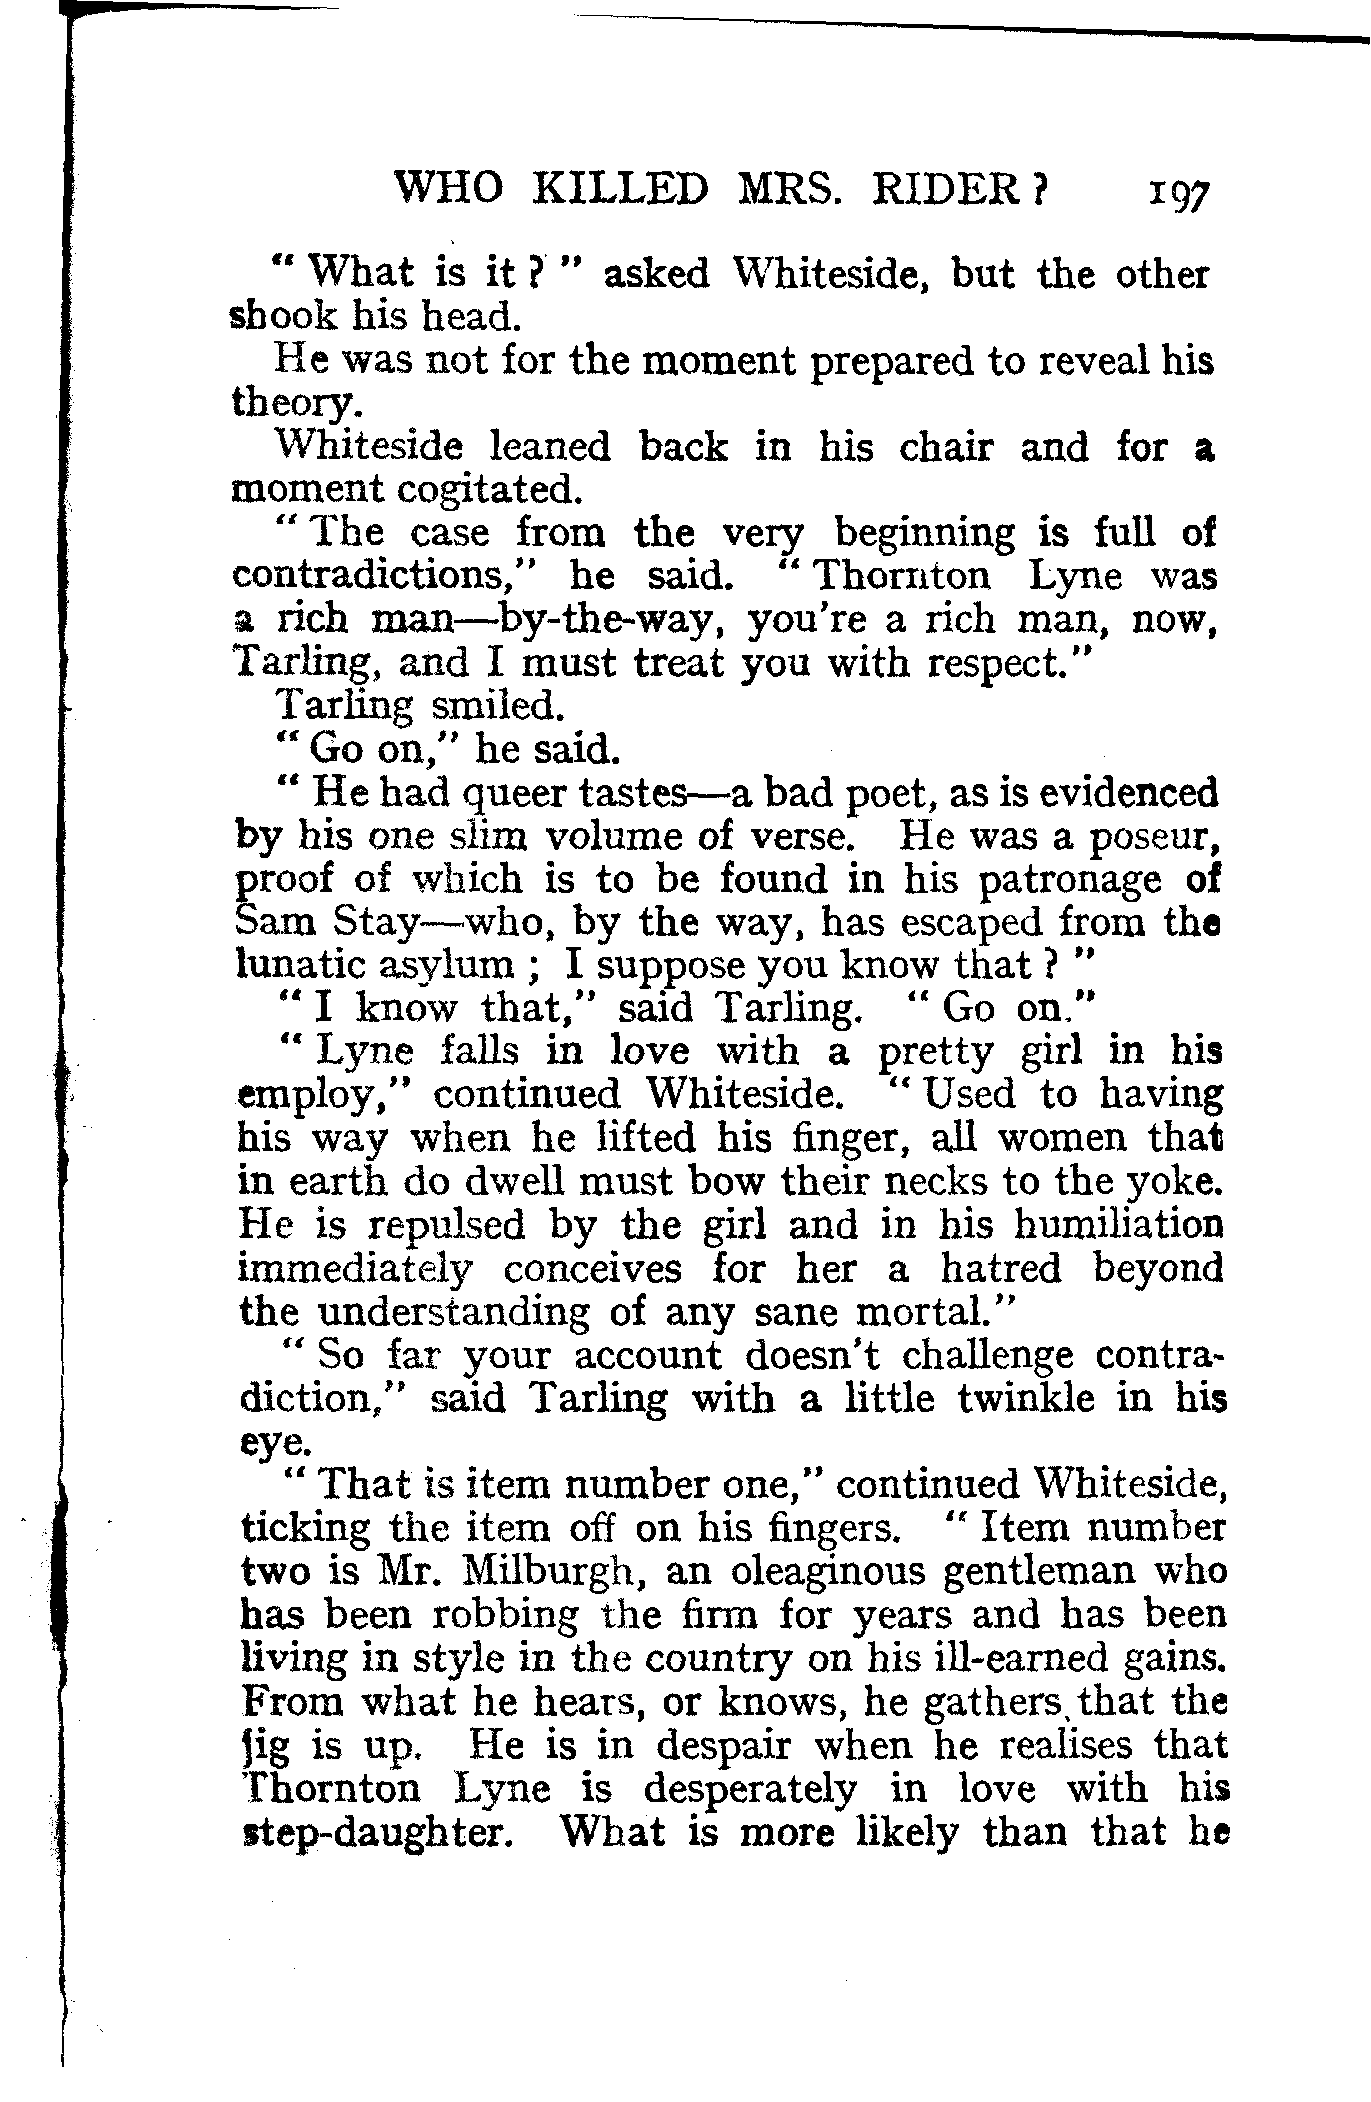 WHO KILLED MRS. RIDER ? 197
" What is it ? " asked Whiteside, but the other
shook his head.
He was not for the moment prepared to reveal his
theory.
Whiteside leaned back in his chair and for a
moment cogitated.
" The case from the very beginning is full of
contradictions," he said. " Thornton Lyne was
a rich man—by-the-way, you're a rich man, now,
Tarling, and I must treat you with respect."
Tarling smiled.
" Go on," he said.
" He had queer tastes—a bad poet, as is evidenced
by his one slim volume of verse. He was a poseur,
proof of which is to be found in his patronage of
Sam Stay—who, by the way, has escaped from the
lunatic asylum ; I suppose you know that ? "
" I know that," said Tarling. " Go on."
" Lyne falls in love with a pretty girl in his
employ," continued Whiteside. " Used to having
his way when he lifted his finger, all women that
in earth do dwell must bow their necks to the yoke.
He is repulsed by the girl and in his humiliation
immediately conceives for her a hatred beyond
the understanding of any sane mortal."
" So far your account doesn't challenge contra-
diction," said Tarling with a little twinkle in his
eye.
" That is item number one," continued Whiteside,
ticking the item off on his fingers. " Item number
two is Mr. Milburgh, an oleaginous gentleman who
has been robbing the firm for years and has been
living in style in the country on his ill-earned gains.
From what he hears, or knows, he gathers that the
jig is up. He is in despair when he realises that
Thornton Lyne is desperately in love with his
step-daughter. What is more likely than that he